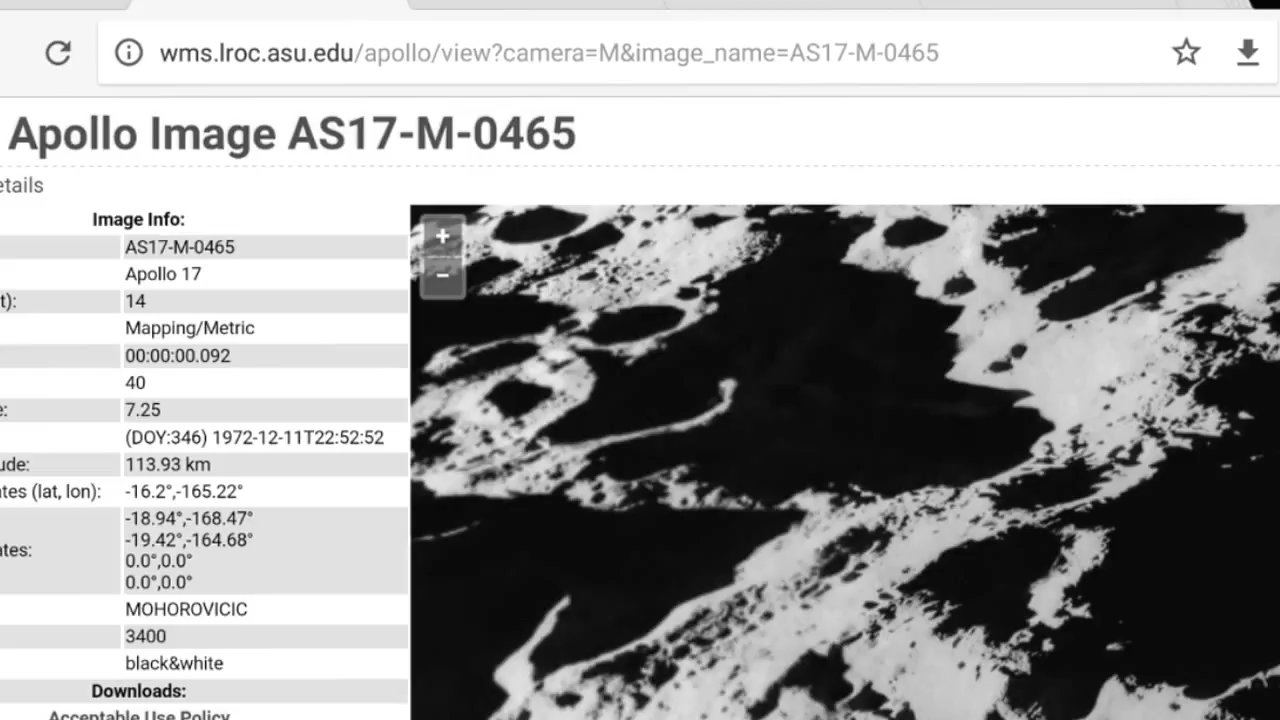 wms.lroc.asu.edu/apollo/view?camera=M&image_name=AS17-M-0465
Apollo Image AS17-M-0465
etails
Image Info:
AS17-M-0465
Apollo 17
t): 14
Mapping/Metric
00:00:00.092
40
e: 7.25
(DOY:346) 1972-12-11T22:52:52
ude: 113.93 km
tes (lat, lon): -16.2°,-165.22°
-18.94°,-168.47°
-19.42°,-164.68°
ates:
0.0°,0.0°
0.0°,0.0°
MOHOROVICIC
3400
black&white
Downloads:
Acceptable Use Policy